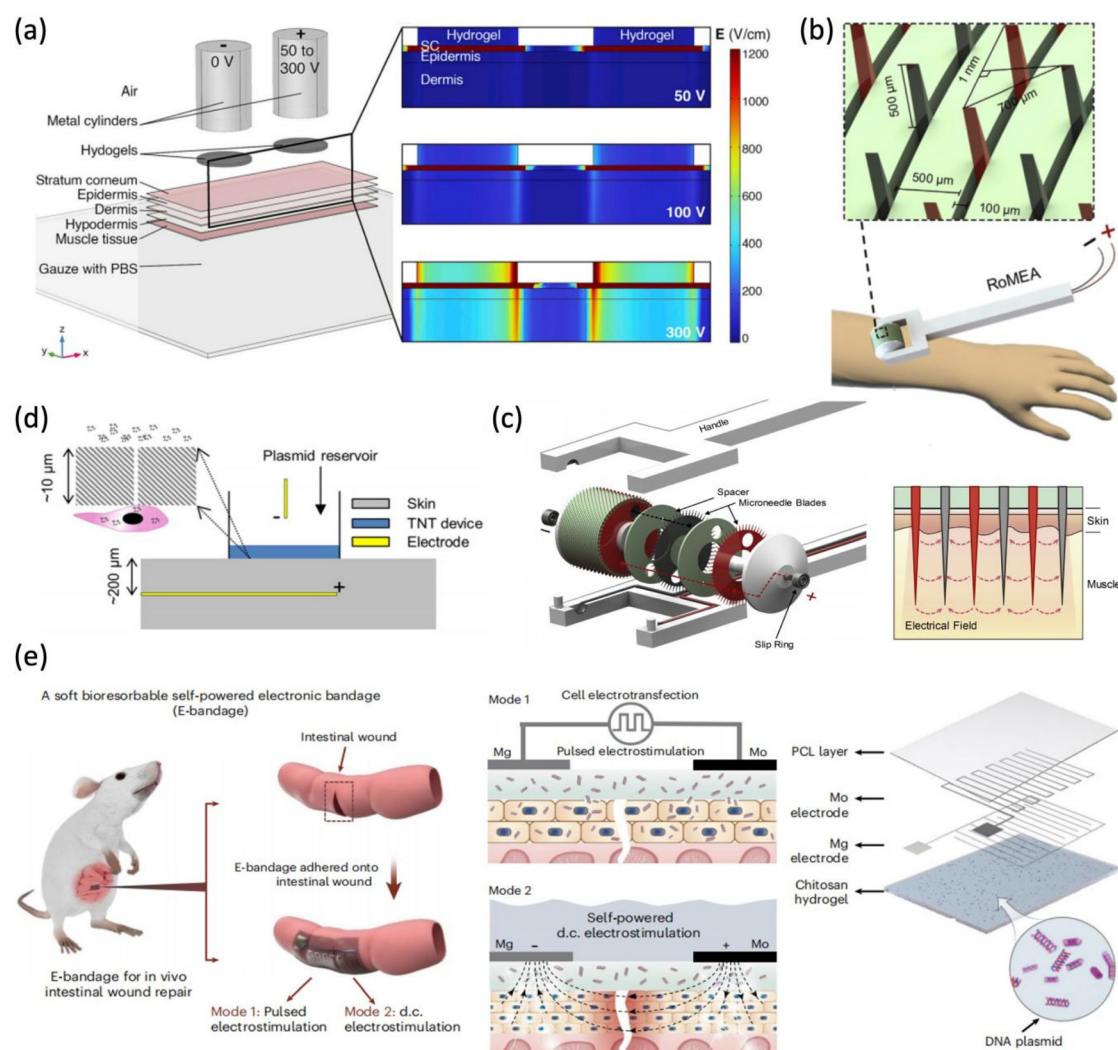 (a)
-
0 V
+
50 to
300 V
Air
Metal cylinders
Hydogels
Stratum corneum
Epidermis
Dermis
Hypodermis
Muscle tissue
Gauze with PBS
z
y
x
Hydrogel
Hydrogel
SC
Epidermis
Dermis
50 V
100 V
300 V
E (V/cm)
1200
1000
800
600
400
200
0
(b)
1 mm
500 µm
700 µm
500 µm
100 µm
- +
RoMEA
(d)
~10 µm
Plasmid reservoir
-
Skin
TNT device
Electrode
~200 µm
+
(c)
Handle
Spacer
Microneedle Blades
-
+
Slip Ring
Skin
Muscle
Electrical Field
(e)
A soft bioresorbable self-powered electronic bandage
(E-bandage)
Intestinal wound
E-bandage adhered onto
intestinal wound
E-bandage for in vivo
intestinal wound repair
Mode 1: Pulsed
electrostimulation
Mode 2: d.c.
electrostimulation
Mode 1
Cell electrotransfection
Mg
Pulsed electrostimulation
Mo
Mode 2
Self-powered
d.c. electrostimulation
Mg
-
+
Mo
PCL layer
Mo
electrode
Mg
electrode
Chitosan
hydrogel
DNA plasmid